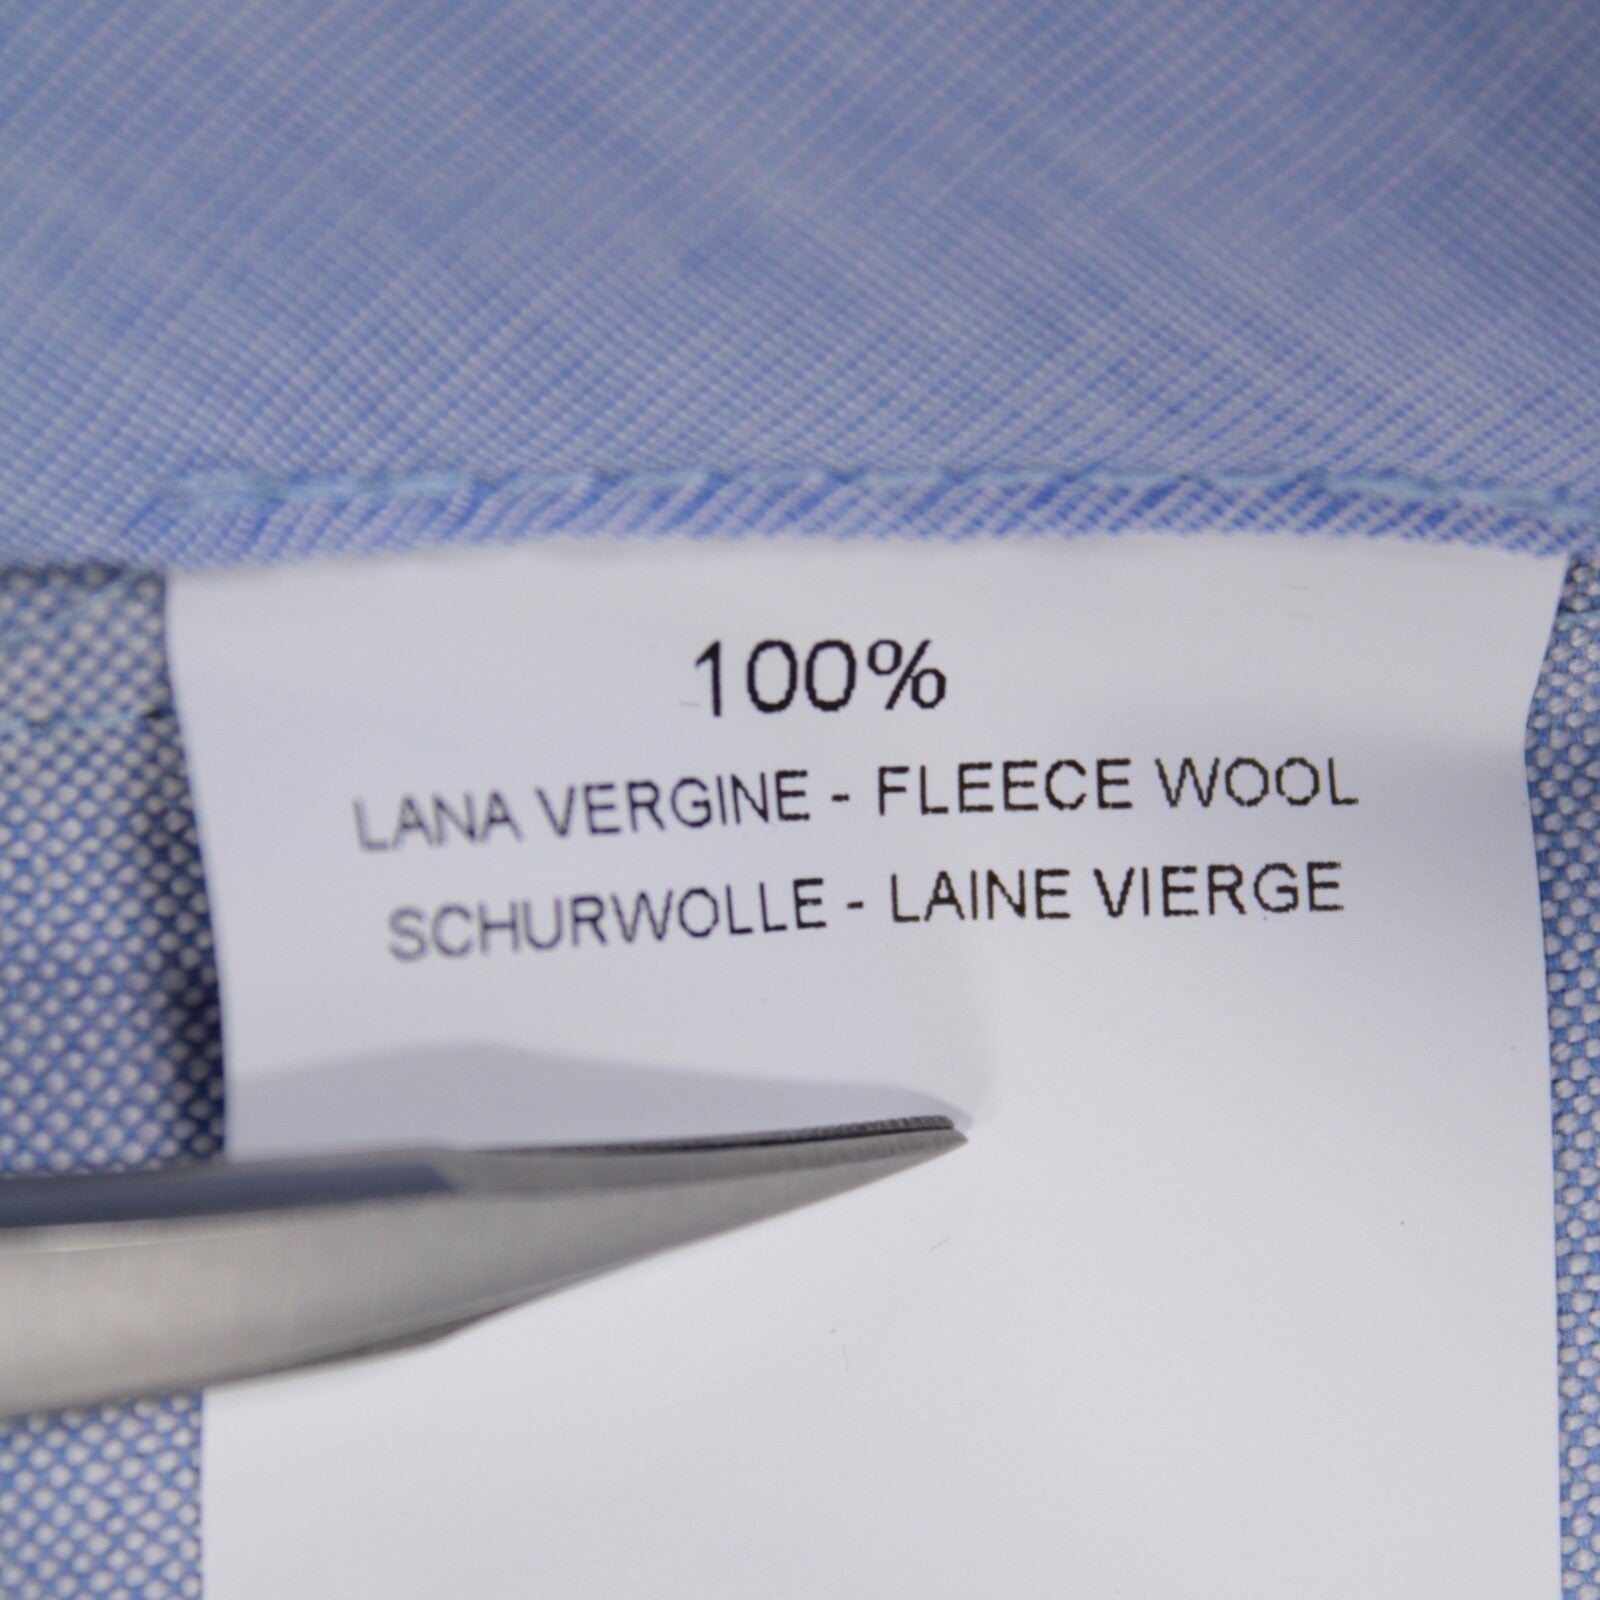 100%
LANA VERGINE - FLEECE WOOL
SCHURWOLLE - LAINE VIERGE